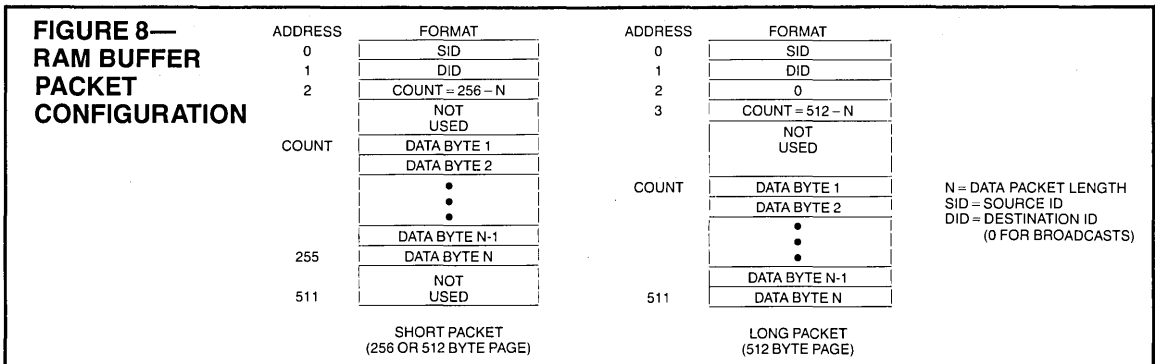 FIGURE 8—
RAM BUFFER
PACKET
CONFIGURATION
ADDRESS FORMAT
0 SID
1 DID
2 COUNT = 256 – N
NOT
USED
COUNT DATA BYTE 1
DATA BYTE 2
•
•
•
DATA BYTE N-1
255 DATA BYTE N
NOT
511 USED
SHORT PACKET
(256 OR 512 BYTE PAGE)
ADDRESS FORMAT
0 SID
1 DID
2 0
3 COUNT = 512 – N
NOT
USED
COUNT DATA BYTE 1
DATA BYTE 2
•
•
•
DATA BYTE N-1
511 DATA BYTE N
LONG PACKET
(512 BYTE PAGE)
N = DATA PACKET LENGTH
SID = SOURCE ID
DID = DESTINATION ID
(0 FOR BROADCASTS)